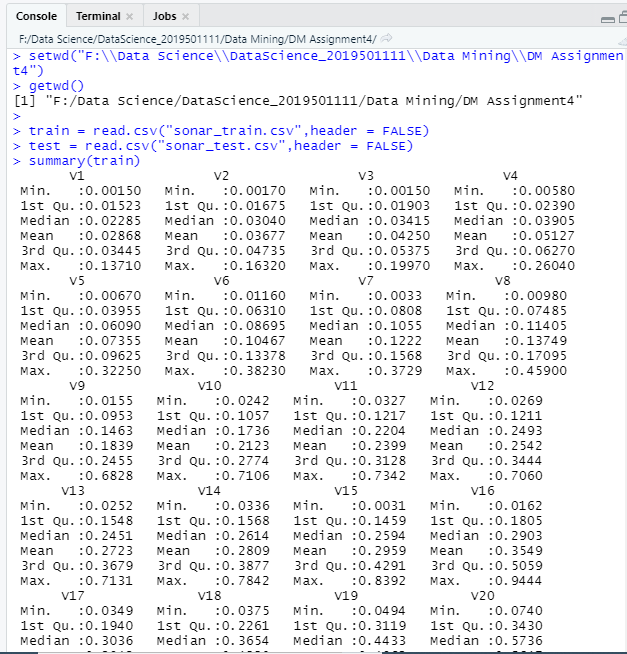 Console Terminal × Jobs ×
F:/Data Science/DataScience_2019501111/Data Mining/DM Assignment4/
> setwd("F:\\Data Science\\DataScience_2019501111\\Data Mining\\DM Assignmen
t4")
> getwd()
[1] "F:/Data Science/DataScience_2019501111/Data Mining/DM Assignment4"
>
> train = read.csv("sonar_train.csv",header = FALSE)
> test = read.csv("sonar_test.csv",header = FALSE)
> summary(train)
V1 V2 V3 V4
Min. :0.00150 Min. :0.00170 Min. :0.00150 Min. :0.00580
1st Qu.:0.01523 1st Qu.:0.01675 1st Qu.:0.01903 1st Qu.:0.02390
Median :0.02285 Median :0.03040 Median :0.03415 Median :0.03905
Mean :0.02868 Mean :0.03677 Mean :0.04250 Mean :0.05127
3rd Qu.:0.03445 3rd Qu.:0.04735 3rd Qu.:0.05375 3rd Qu.:0.06270
Max. :0.13710 Max. :0.16320 Max. :0.19970 Max. :0.26040
V5 V6 V7 V8
Min. :0.00670 Min. :0.01160 Min. :0.0033 Min. :0.00980
1st Qu.:0.03955 1st Qu.:0.06310 1st Qu.:0.0808 1st Qu.:0.07485
Median :0.06090 Median :0.08695 Median :0.1055 Median :0.11405
Mean :0.07355 Mean :0.10467 Mean :0.1222 Mean :0.13749
3rd Qu.:0.09625 3rd Qu.:0.13378 3rd Qu.:0.1568 3rd Qu.:0.17095
Max. :0.32250 Max. :0.38230 Max. :0.3729 Max. :0.45900
V9 V10 V11 V12
Min. :0.0155 Min. :0.0242 Min. :0.0327 Min. :0.0269
1st Qu.:0.0953 1st Qu.:0.1057 1st Qu.:0.1217 1st Qu.:0.1211
Median :0.1463 Median :0.1736 Median :0.2204 Median :0.2493
Mean :0.1839 Mean :0.2123 Mean :0.2399 Mean :0.2542
3rd Qu.:0.2455 3rd Qu.:0.2774 3rd Qu.:0.3128 3rd Qu.:0.3444
Max. :0.6828 Max. :0.7106 Max. :0.7342 Max. :0.7060
V13 V14 V15 V16
Min. :0.0252 Min. :0.0336 Min. :0.0031 Min. :0.0162
1st Qu.:0.1548 1st Qu.:0.1568 1st Qu.:0.1459 1st Qu.:0.1805
Median :0.2451 Median :0.2614 Median :0.2594 Median :0.2903
Mean :0.2723 Mean :0.2809 Mean :0.2959 Mean :0.3549
3rd Qu.:0.3679 3rd Qu.:0.3877 3rd Qu.:0.4291 3rd Qu.:0.5059
Max. :0.7131 Max. :0.7842 Max. :0.8392 Max. :0.9444
V17 V18 V19 V20
Min. :0.0349 Min. :0.0375 Min. :0.0494 Min. :0.0740
1st Qu.:0.1940 1st Qu.:0.2261 1st Qu.:0.3119 1st Qu.:0.3430
Median :0.3036 Median :0.3654 Median :0.4433 Median :0.5736